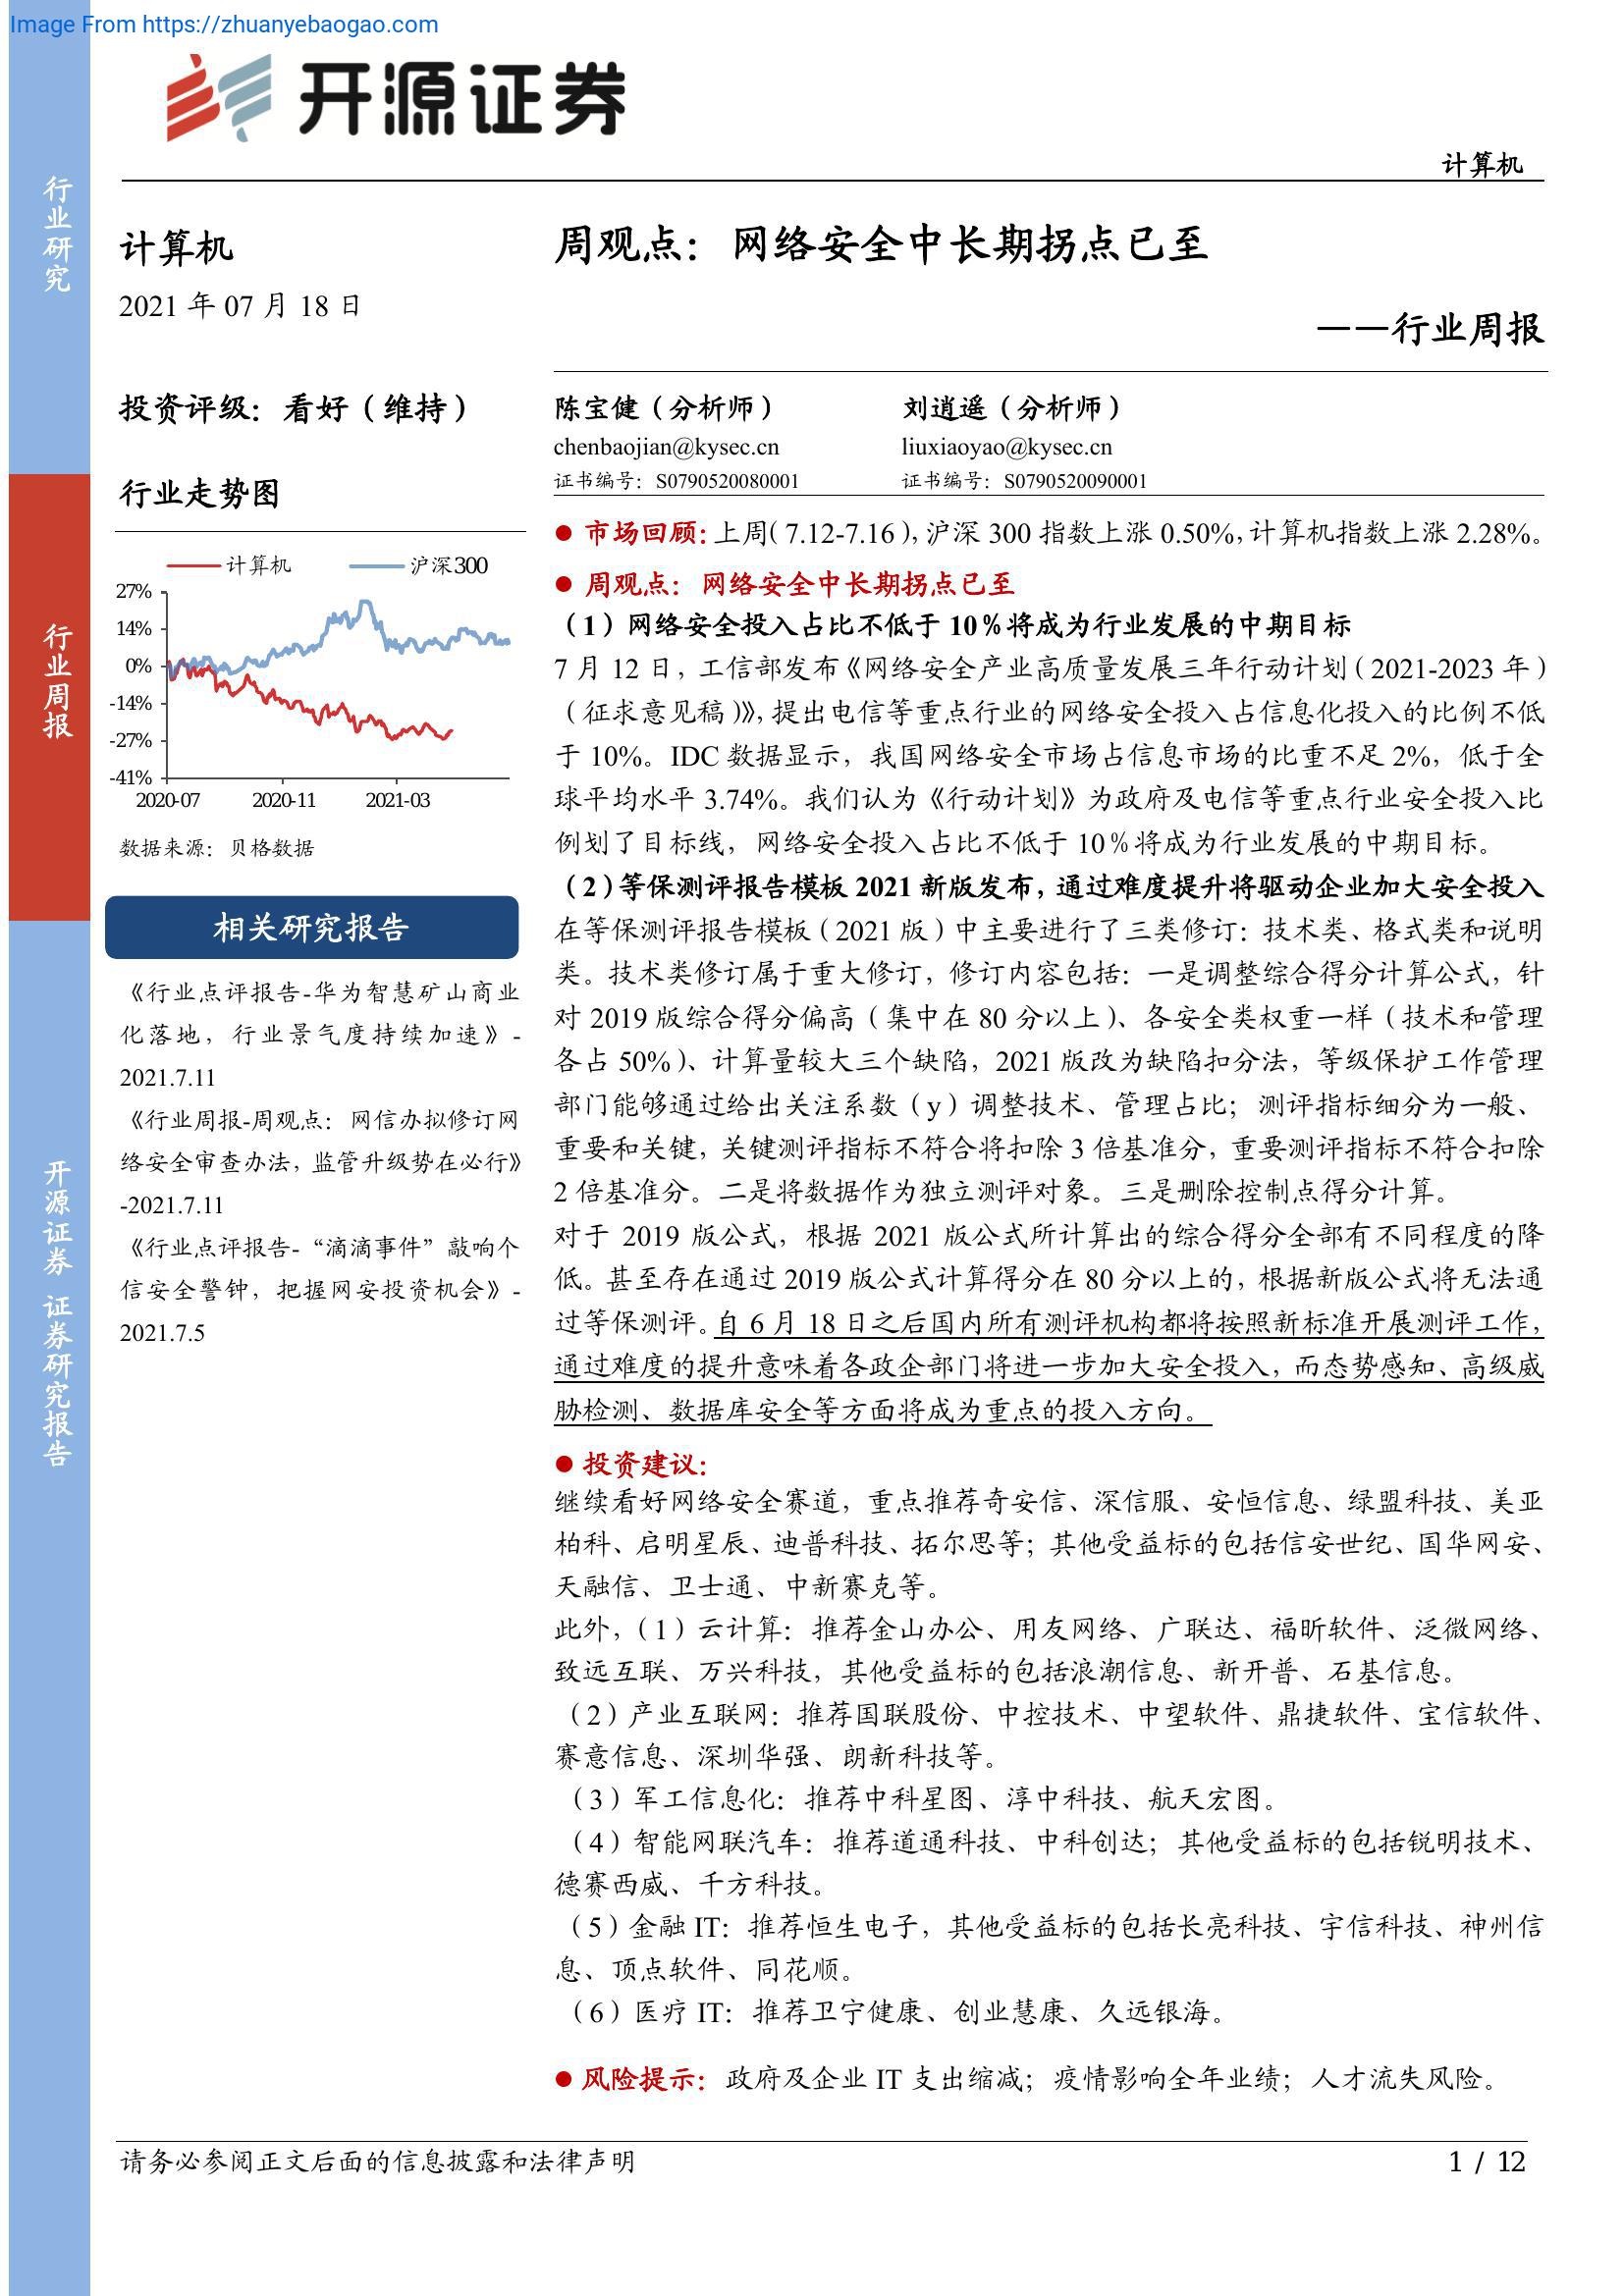 Image From https://zhuanyebaogao.com
开源证券
计算机
行业研究
行业周报
开源证券 证券研究报告
计算机
2021 年 07 月 18 日
投资评级：看好（维持）
行业走势图
计算机 沪深300
27%
14%
0%
-14%
-27%
-41%
2020-07 2020-11 2021-03
数据来源：贝格数据
相关研究报告
《行业点评报告-华为智慧矿山商业
化落地，行业景气度持续加速》-
2021.7.11
《行业周报-周观点：网信办拟修订网
络安全审查办法，监管升级势在必行》
-2021.7.11
《行业点评报告-“滴滴事件”敲响个
信安全警钟，把握网安投资机会》-
2021.7.5
周观点：网络安全中长期拐点已至
——行业周报
陈宝健（分析师） 刘逍遥（分析师）
chenbaojian@kysec.cn liuxiaoyao@kysec.cn
证书编号：S0790520080001 证书编号：S0790520090001
● 市场回顾：上周（7.12-7.16），沪深 300 指数上涨 0.50%，计算机指数上涨 2.28%。
● 周观点：网络安全中长期拐点已至
（1）网络安全投入占比不低于 10％将成为行业发展的中期目标
7 月 12 日，工信部发布《网络安全产业高质量发展三年行动计划（2021-2023 年）
（征求意见稿）》，提出电信等重点行业的网络安全投入占信息化投入的比例不低
于 10%。IDC 数据显示，我国网络安全市场占信息市场的比重不足 2%，低于全
球平均水平 3.74%。我们认为《行动计划》为政府及电信等重点行业安全投入比
例划了目标线，网络安全投入占比不低于 10％将成为行业发展的中期目标。
（2）等保测评报告模板 2021 新版发布，通过难度提升将驱动企业加大安全投入
在等保测评报告模板（2021 版）中主要进行了三类修订：技术类、格式类和说明
类。技术类修订属于重大修订，修订内容包括：一是调整综合得分计算公式，针
对 2019 版综合得分偏高（集中在 80 分以上）、各安全类权重一样（技术和管理
各占 50%）、计算量较大三个缺陷，2021 版改为缺陷扣分法，等级保护工作管理
部门能够通过给出关注系数（y）调整技术、管理占比；测评指标细分为一般、
重要和关键，关键测评指标不符合将扣除 3 倍基准分，重要测评指标不符合扣除
2 倍基准分。二是将数据作为独立测评对象。三是删除控制点得分计算。
对于 2019 版公式，根据 2021 版公式所计算出的综合得分全部有不同程度的降
低。甚至存在通过 2019 版公式计算得分在 80 分以上的，根据新版公式将无法通
过等保测评。自 6 月 18 日之后国内所有测评机构都将按照新标准开展测评工作，
通过难度的提升意味着各政企部门将进一步加大安全投入，而态势感知、高级威
胁检测、数据库安全等方面将成为重点的投入方向。
● 投资建议：
继续看好网络安全赛道，重点推荐奇安信、深信服、安恒信息、绿盟科技、美亚
柏科、启明星辰、迪普科技、拓尔思等；其他受益标的包括信安世纪、国华网安、
天融信、卫士通、中新赛克等。
此外，（1）云计算：推荐金山办公、用友网络、广联达、福昕软件、泛微网络、
致远互联、万兴科技，其他受益标的包括浪潮信息、新开普、石基信息。
（2）产业互联网：推荐国联股份、中控技术、中望软件、鼎捷软件、宝信软件、
赛意信息、深圳华强、朗新科技等。
（3）军工信息化：推荐中科星图、淳中科技、航天宏图。
（4）智能网联汽车：推荐道通科技、中科创达；其他受益标的包括锐明技术、
德赛西威、千方科技。
（5）金融 IT：推荐恒生电子，其他受益标的包括长亮科技、宇信科技、神州信
息、顶点软件、同花顺。
（6）医疗 IT：推荐卫宁健康、创业慧康、久远银海。
● 风险提示：政府及企业 IT 支出缩减；疫情影响全年业绩；人才流失风险。
请务必参阅正文后面的信息披露和法律声明 1 / 12